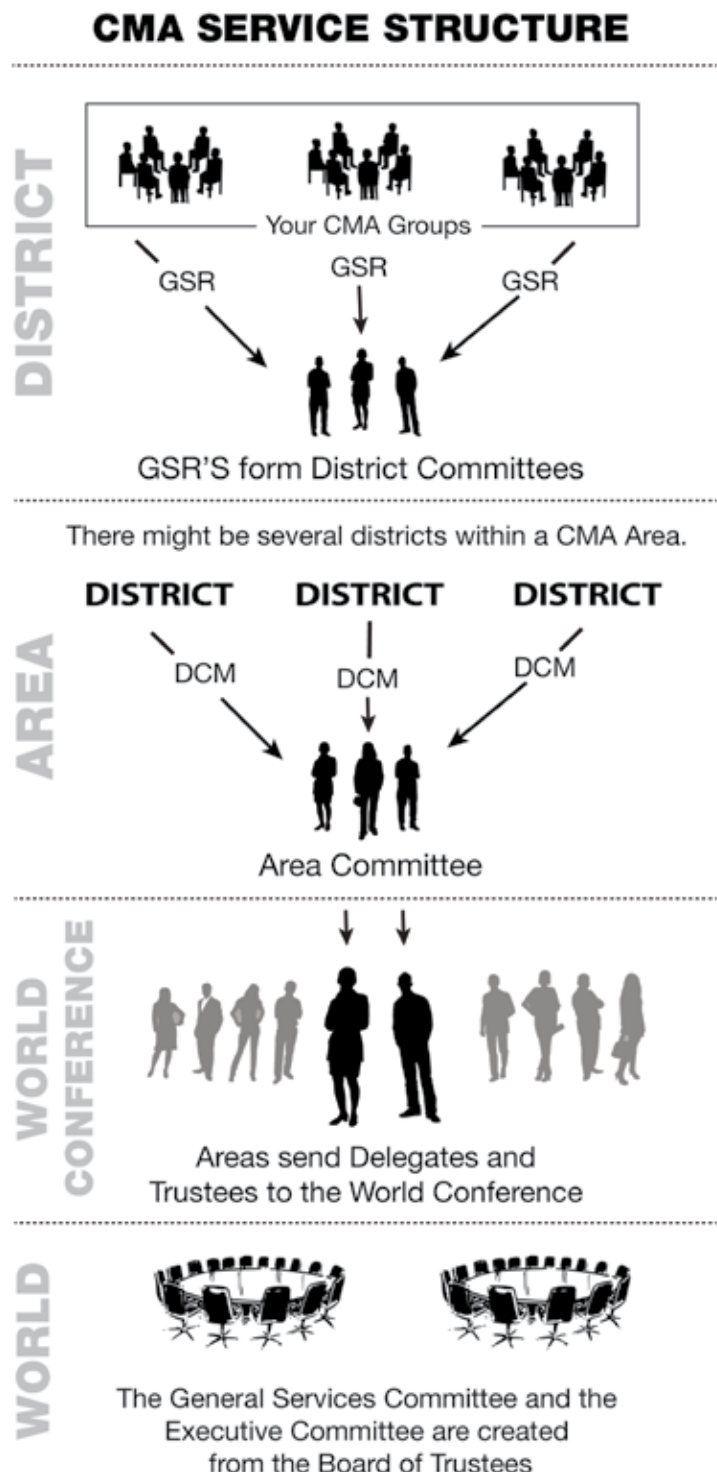 CMA SERVICE STRUCTURE
DISTRICT
Your CMA Groups
GSR GSR GSR
GSR'S form District Committees
There might be several districts within a CMA Area.
AREA
DISTRICT DISTRICT DISTRICT
DCM DCM DCM
Area Committee
WORLD
CONFERENCE
Areas send Delegates and
Trustees to the World Conference
WORLD
The General Services Committee and the
Executive Committee are created
from the Board of Trustees